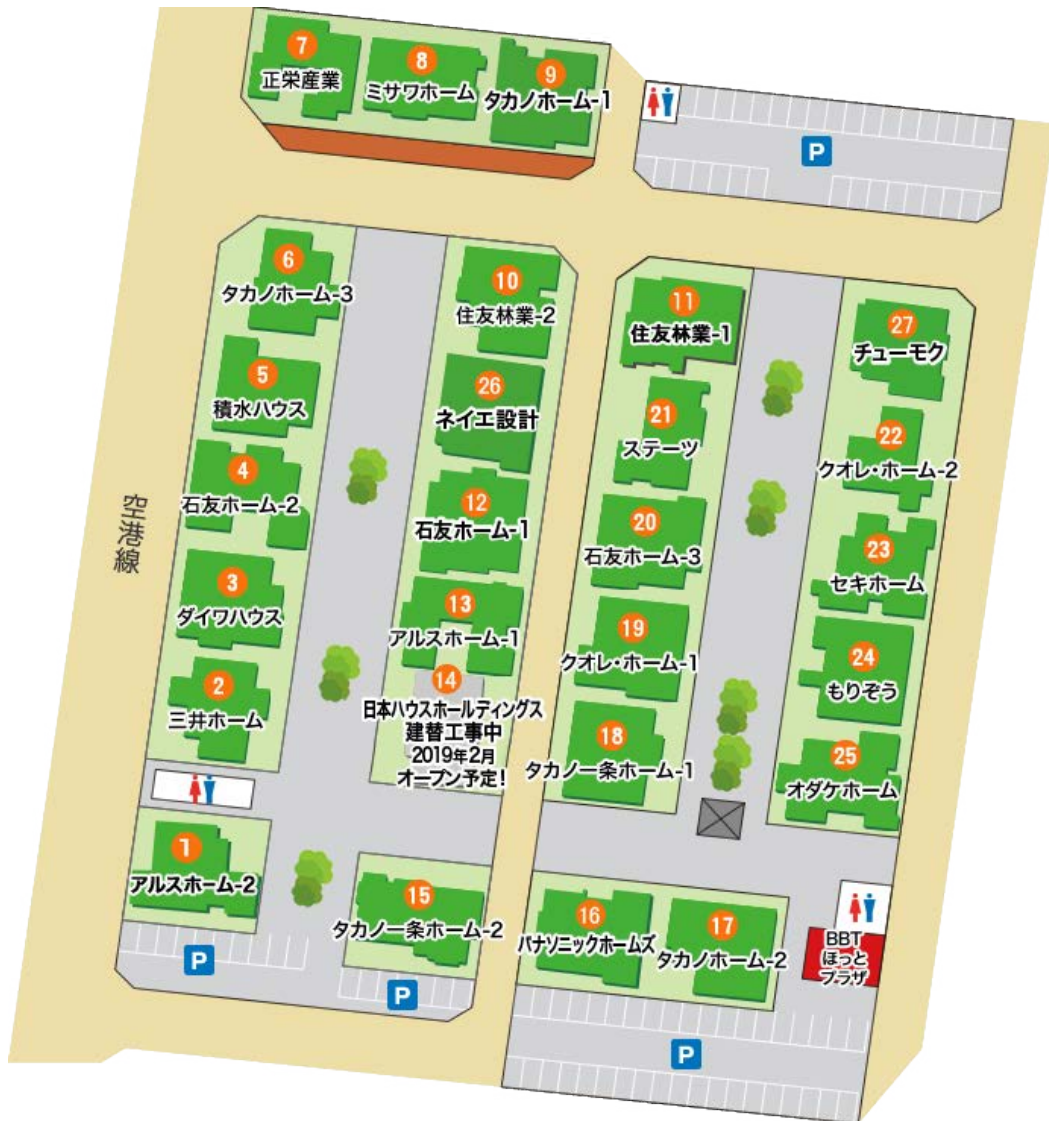 7
正栄産業
8
ミサワホーム
9
タカノホーム-1
P
6
タカノホーム-3
10
住友林業-2
11
住友林業-1
27
チューモク
5
積水ハウス
26
ネイエ設計
21
ステーツ
22
クオレ・ホーム-2
4
石友ホーム-2
12
石友ホーム-1
20
石友ホーム-3
23
セキホーム
空港線
3
ダイワハウス
13
アルスホーム-1
19
クオレ・ホーム-1
24
もりぞう
2
三井ホーム
14
日本ハウスホールディングス
建替工事中
2019年2月
オープン予定!
18
タカノ一条ホーム-1
25
オダケホーム
1
アルスホーム-2
15
タカノ一条ホーム-2
16
パナソニックホームズ
17
タカノホーム-2
BBT
ほっと
プラザ
P
P
P